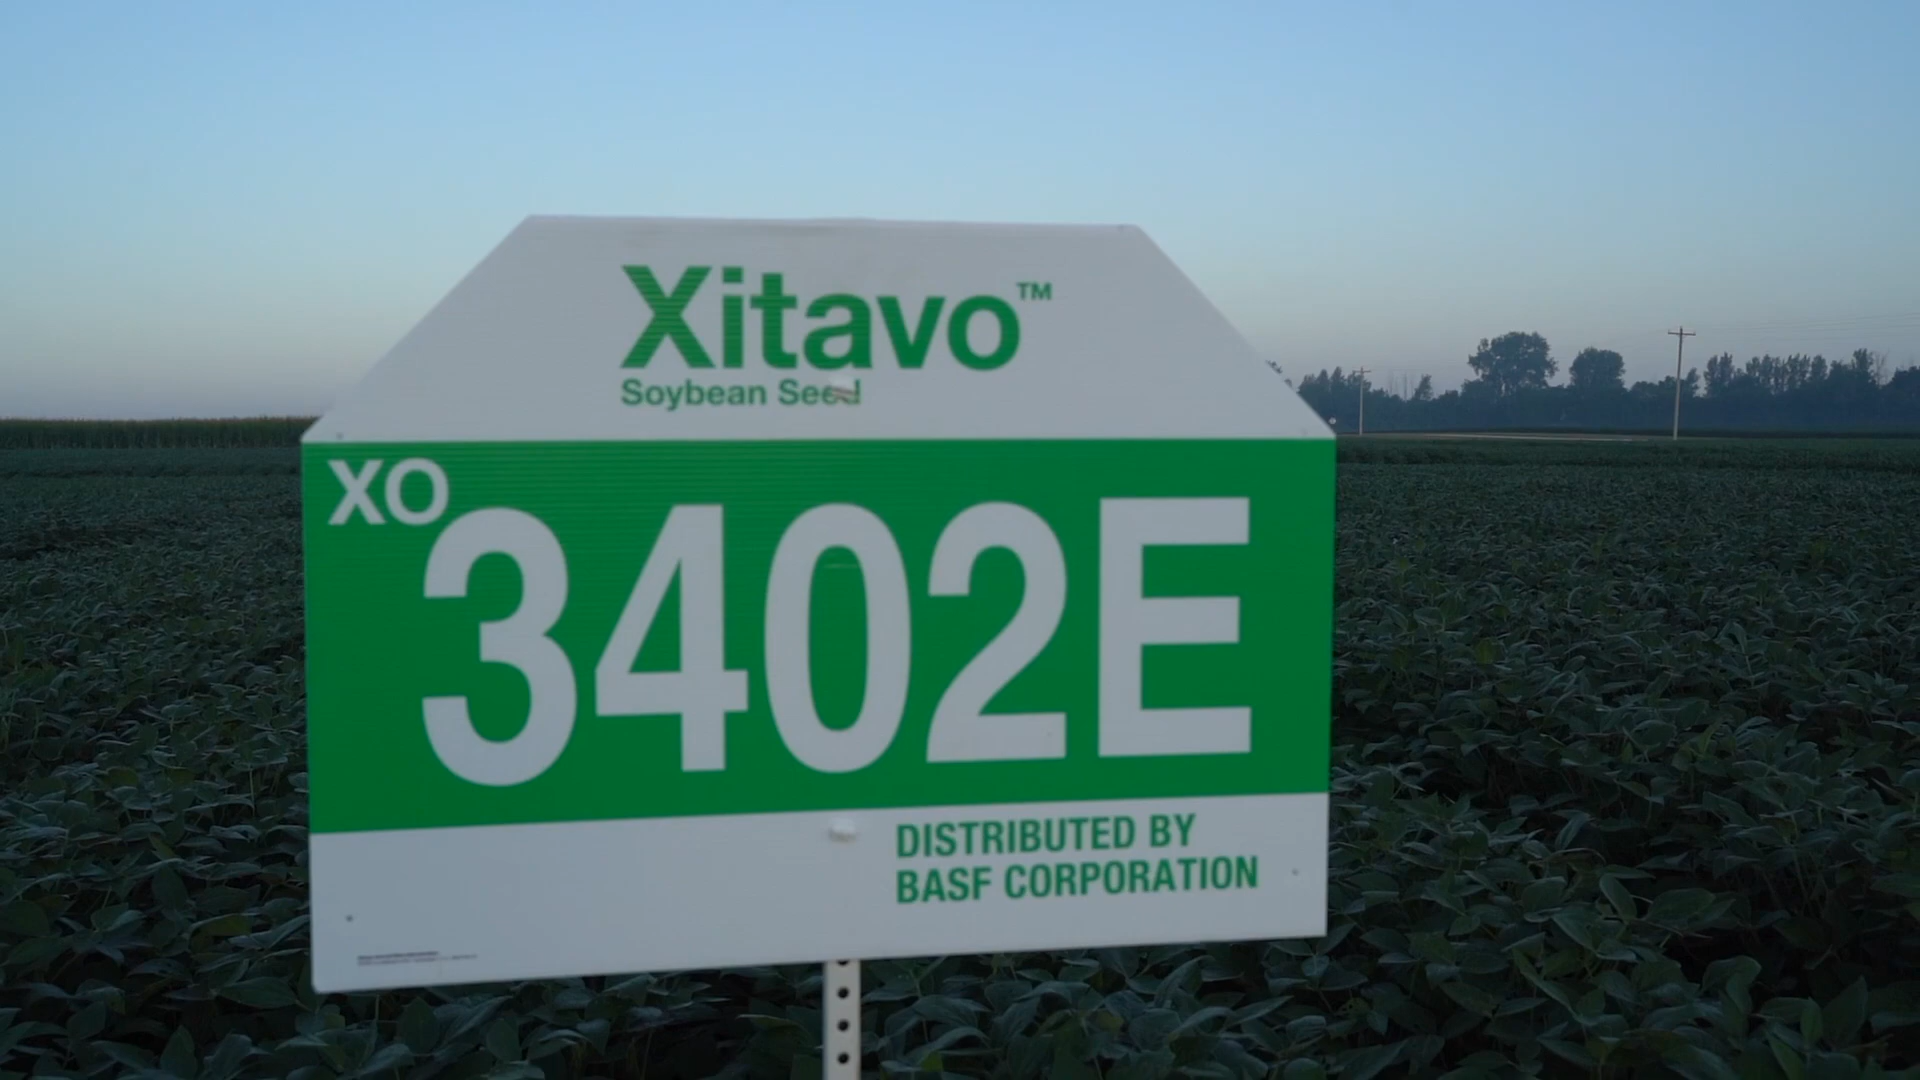 Xitavo™
Soybean Seed
XO
3402E
DISTRIBUTED BY
BASF CORPORATION